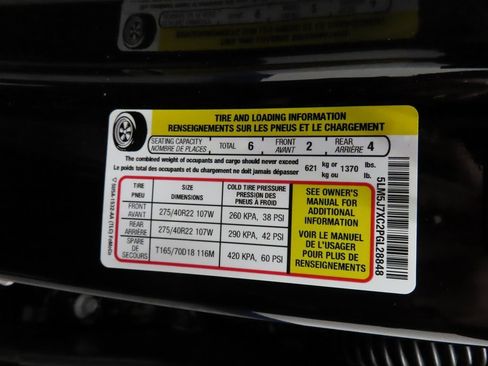 TIRE AND LOADING INFORMATION
RENSEIGNEMENTS SUR LES PNEUS ET LE CHARGEMENT
SEATING CAPACITY NOMBRE DE PLACES TOTAL 6 FRONT AVANT 2 REAR ARRIÈRE 4
The combined weight of occupants and cargo should never exceed 621 kg or 1370 lbs.
Le poids total des occupants et du chargement ne doit jamais dépasser kg ou lb.
TIRE PNEU SIZE DIMENSIONS COLD TIRE PRESSURE PRESSION DES PNEUS À FROID
FRONT AVANT 275/40R22 107W 260 KPA, 38 PSI
REAR ARRIÈRE 275/40R22 107W 290 KPA, 42 PSI
SPARE DE SECOURS T165/70D18 116M 420 KPA, 60 PSI
SEE OWNER'S
MANUAL FOR
ADDITIONAL
INFORMATION
VOIR LE MANUEL
DE L'USAGER
POUR PLUS DE
RENSEIGNEMENTS
5LM5J7XC2PGL28848